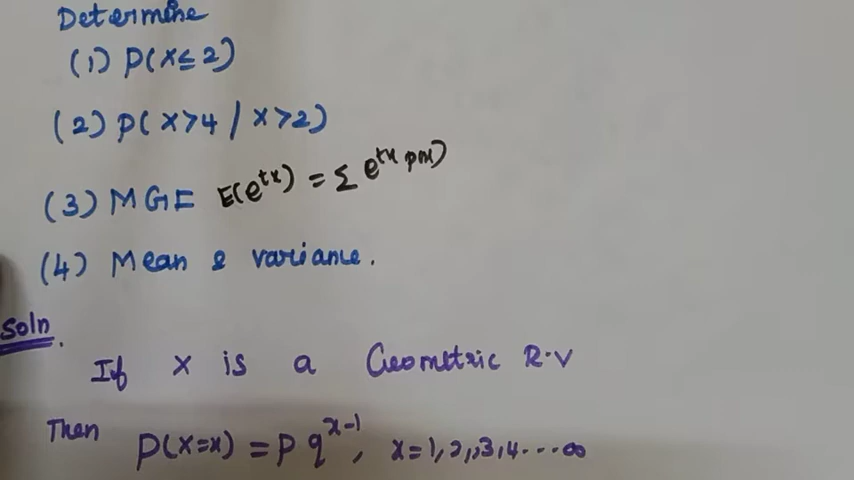 Determine
(1) P(X≤2)
(2) P( X>4 / X>2)
(3) MGF E(e^{tx}) = Σ e^{tx} p(x)
(4) Mean & variance.
Soln.
If X is a Geometric R.V
Then P(X=x) = p q^{x-1}, x=1,2,,3,4....∞